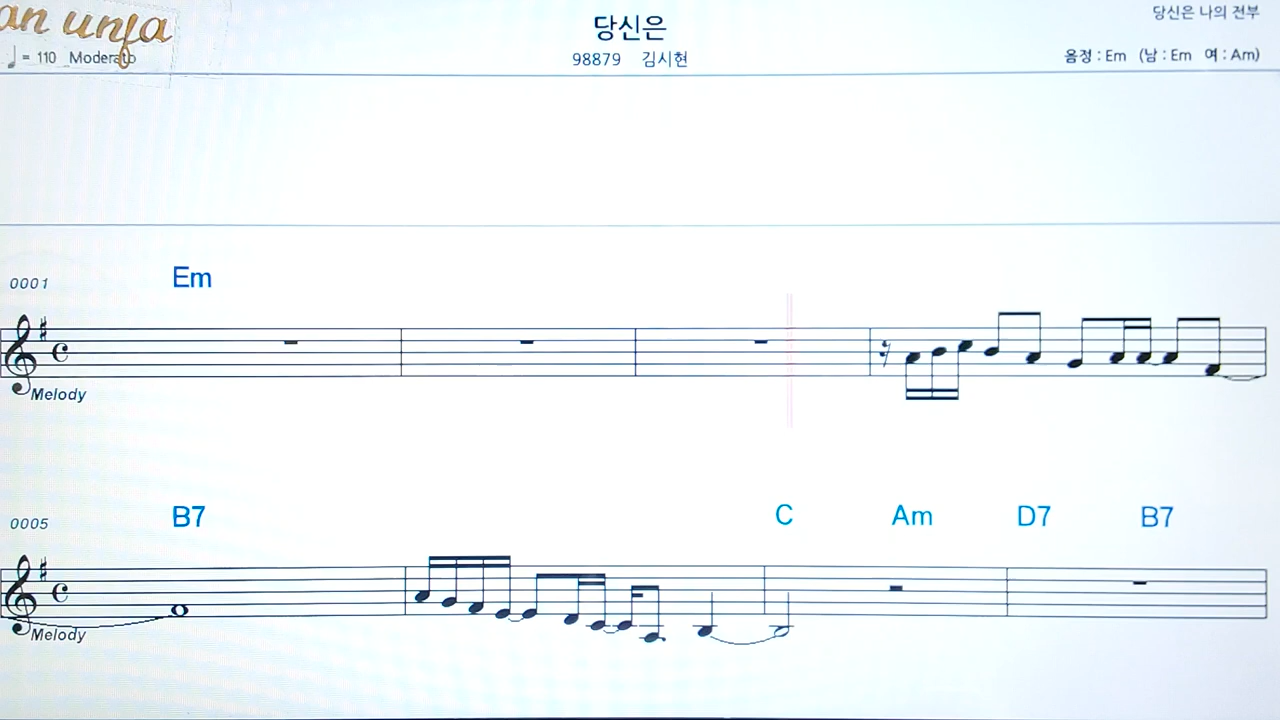 an unja
당신은
당신은 나의 전부
♩ = 110 Moderato
98879 김시현
음정 : Em (남 : Em 여 : Am)
Em
0001
Melody
B7 C Am D7 B7
0005
Melody